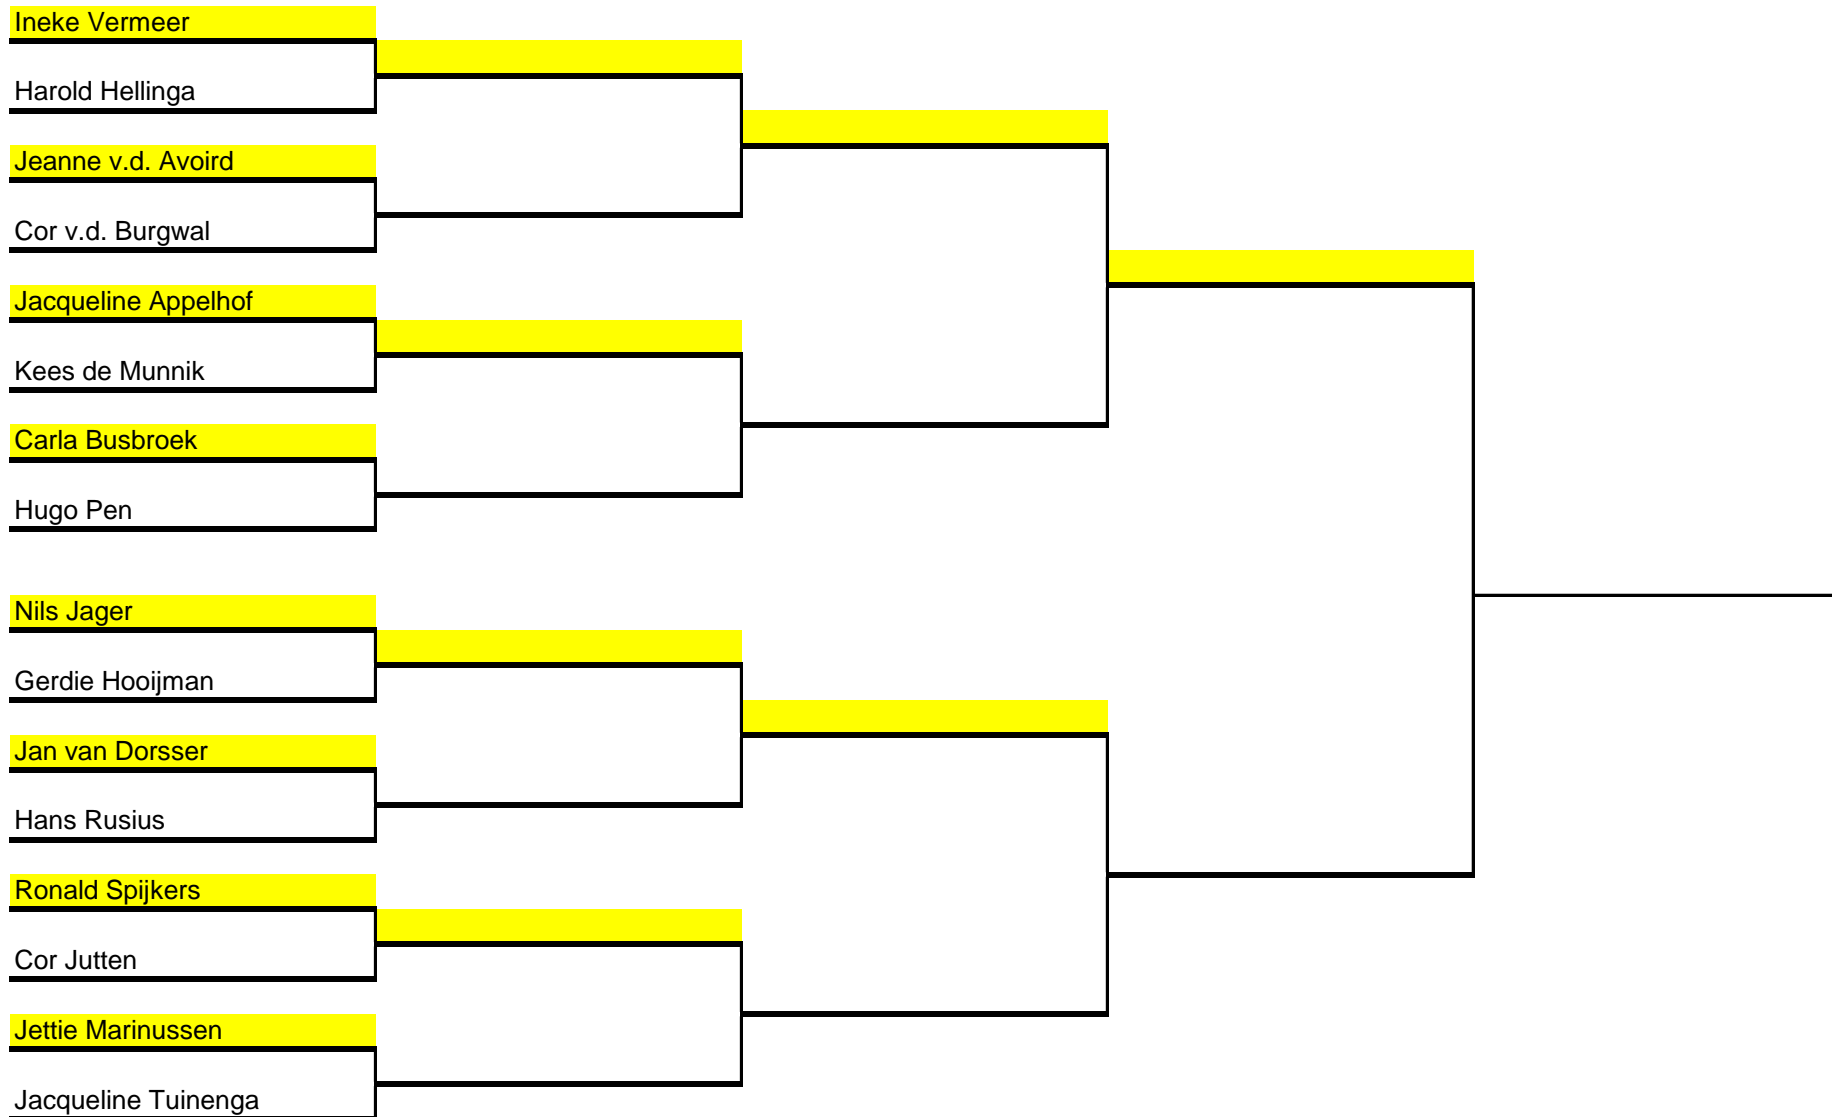 Ineke Vermeer
Harold Hellinga
Jeanne v.d. Avoird
Cor v.d. Burgwal
Jacqueline Appelhof
Kees de Munnik
Carla Busbroek
Hugo Pen
Nils Jager
Gerdie Hooijman
Jan van Dorsser
Hans Rusius
Ronald Spijkers
Cor Jutten
Jettie Marinussen
Jacqueline Tuinenga